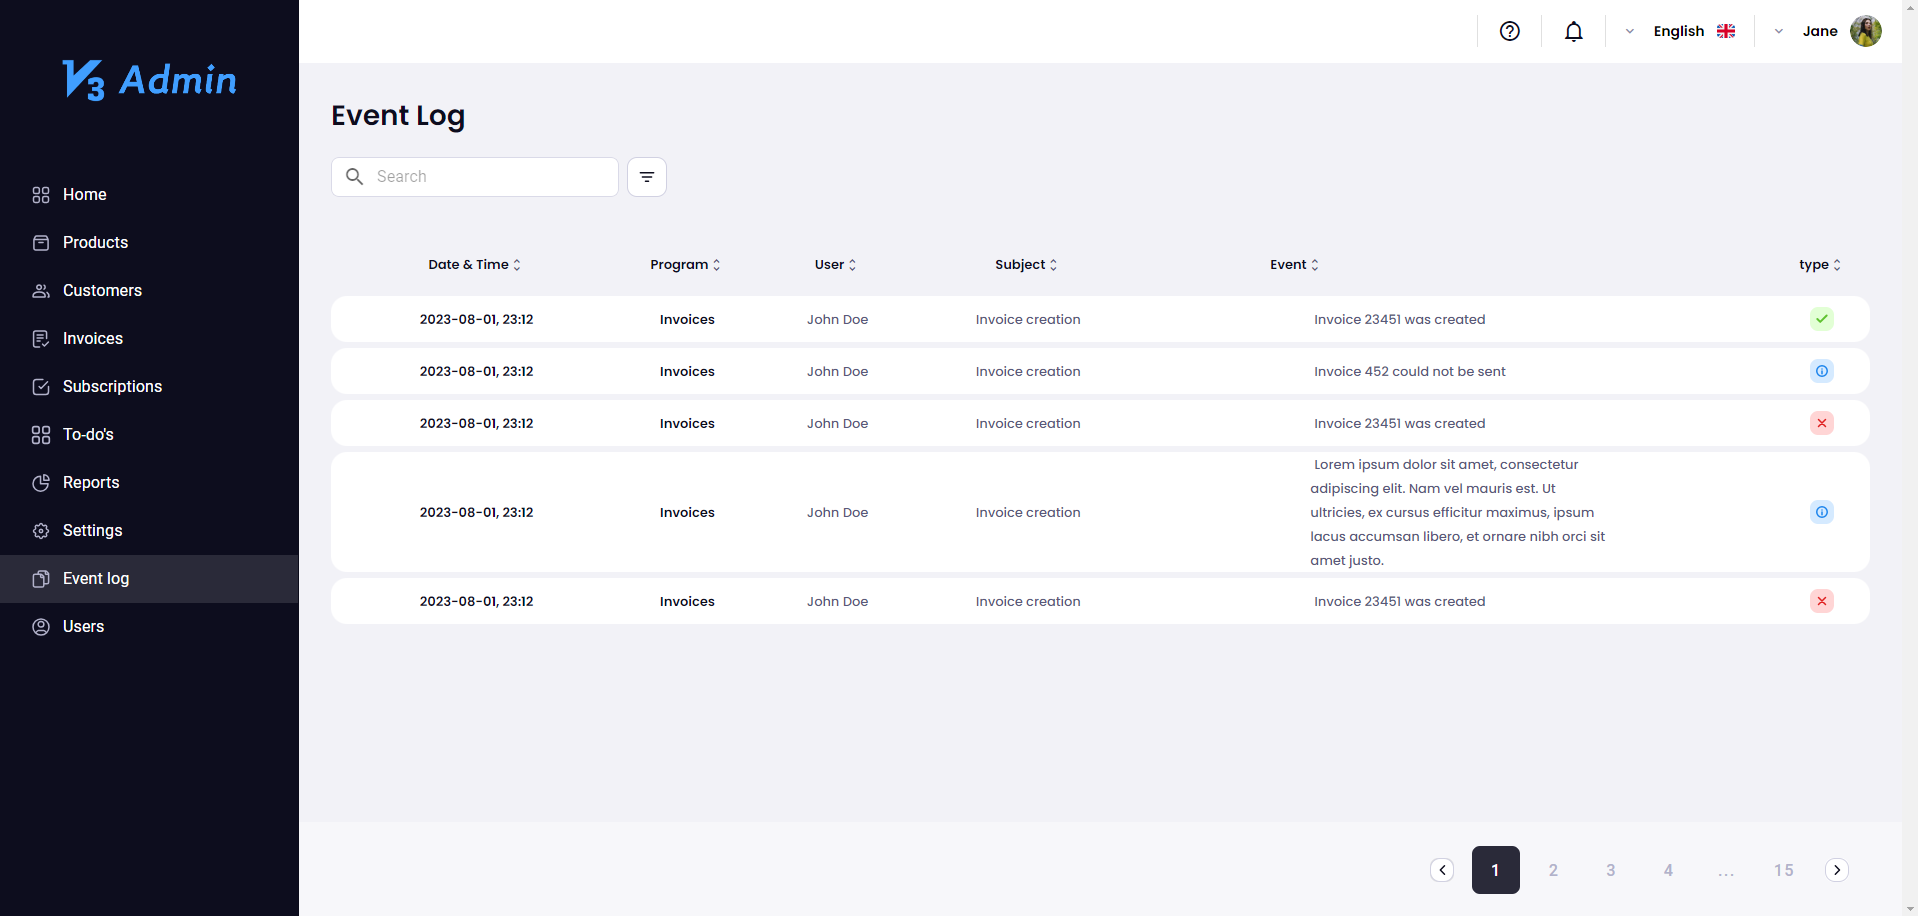 V3 Admin
English
Jane
Home
Products
Customers
Invoices
Subscriptions
To-do's
Reports
Settings
Event log
Users
Event Log
Search
Date & Time Program User Subject Event type
2023-08-01, 23:12 Invoices John Doe Invoice creation Invoice 23451 was created
2023-08-01, 23:12 Invoices John Doe Invoice creation Invoice 452 could not be sent
2023-08-01, 23:12 Invoices John Doe Invoice creation Invoice 23451 was created
2023-08-01, 23:12 Invoices John Doe Invoice creation
Lorem ipsum dolor sit amet, consectetur
adipiscing elit. Nam vel mauris est. Ut
ultricies, ex cursus efficitur maximus, ipsum
lacus accumsan libero, et ornare nibh orci sit
amet justo.
2023-08-01, 23:12 Invoices John Doe Invoice creation Invoice 23451 was created
1 2 3 4 ... 15